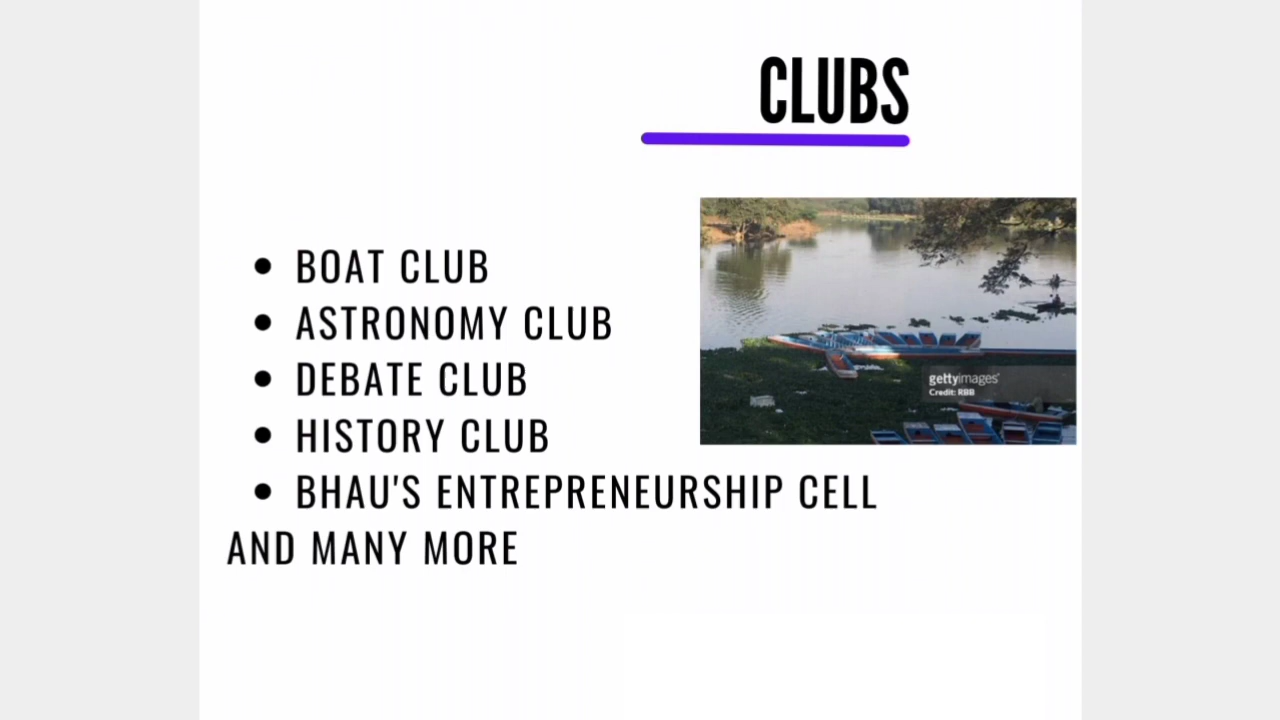 CLUBS
• BOAT CLUB
• ASTRONOMY CLUB
• DEBATE CLUB
• HISTORY CLUB
• BHAU'S ENTREPRENEURSHIP CELL
AND MANY MORE
gettyimages®
Credit: RBB